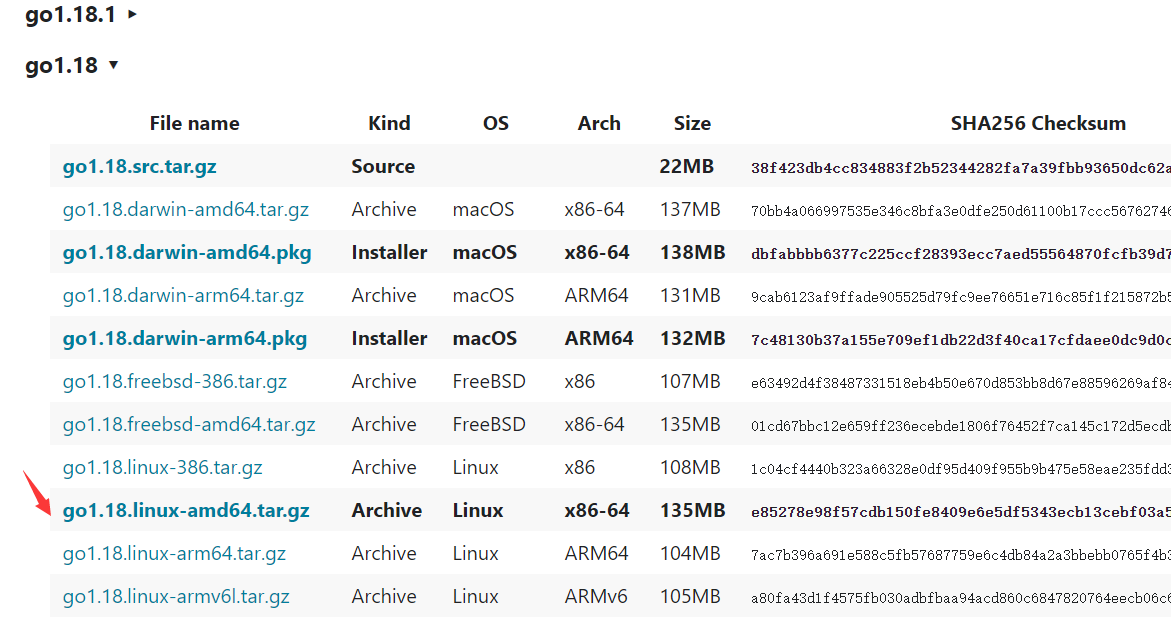 go1.18.1 ▸
go1.18 ▾
File name Kind OS Arch Size SHA256 Checksum
go1.18.src.tar.gz Source 22MB 38f423db4cc834883f2b52344282fa7a39fbb93650dc62a
go1.18.darwin-amd64.tar.gz Archive macOS x86-64 137MB 70bb4a066997535e346c8bfa3e0dfe250d61100b17ccc56762746
go1.18.darwin-amd64.pkg Installer macOS x86-64 138MB dbfabbbb6377c225ccf28393ecc7aed55564870fcfb39d7
go1.18.darwin-arm64.tar.gz Archive macOS ARM64 131MB 9cab6123af9ffade905525d79fc9ee76651e716c85f1f215872b5
go1.18.darwin-arm64.pkg Installer macOS ARM64 132MB 7c48130b37a155e709ef1db22d3f40ca17cfdaee0dc9d0c
go1.18.freebsd-386.tar.gz Archive FreeBSD x86 107MB e63492d4f38487331518eb4b50e670d853bb8d67e88596269af84
go1.18.freebsd-amd64.tar.gz Archive FreeBSD x86-64 135MB 01cd67bbc12e659ff236ecebde1806f76452f7ca145c172d5ecdb
go1.18.linux-386.tar.gz Archive Linux x86 108MB 1c04cf4440b323a66328e0df95d409f955b9b475e58eae235fdd3
go1.18.linux-amd64.tar.gz Archive Linux x86-64 135MB e85278e98f57cdb150fe8409e6e5df5343ecb13cebf03a5
go1.18.linux-arm64.tar.gz Archive Linux ARM64 104MB 7ac7b396a691e588c5fb57687759e6c4db84a2a3bbebb0765f4b3
go1.18.linux-armv6l.tar.gz Archive Linux ARMv6 105MB a80fa43d1f4575fb030adbfbaa94acd860c6847820764eecb06c6